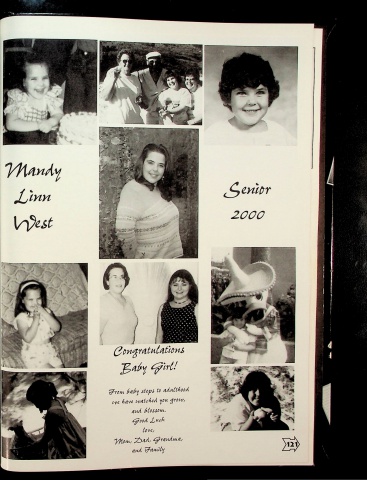 Mandy
Linn
West
Senior
2000
Congratulations
Baby Girl!
From baby steps to adulthood
we have watched you grow,
and blossom.
Good Luck
love,
Mom, Dad, Grandma,
and Family
121